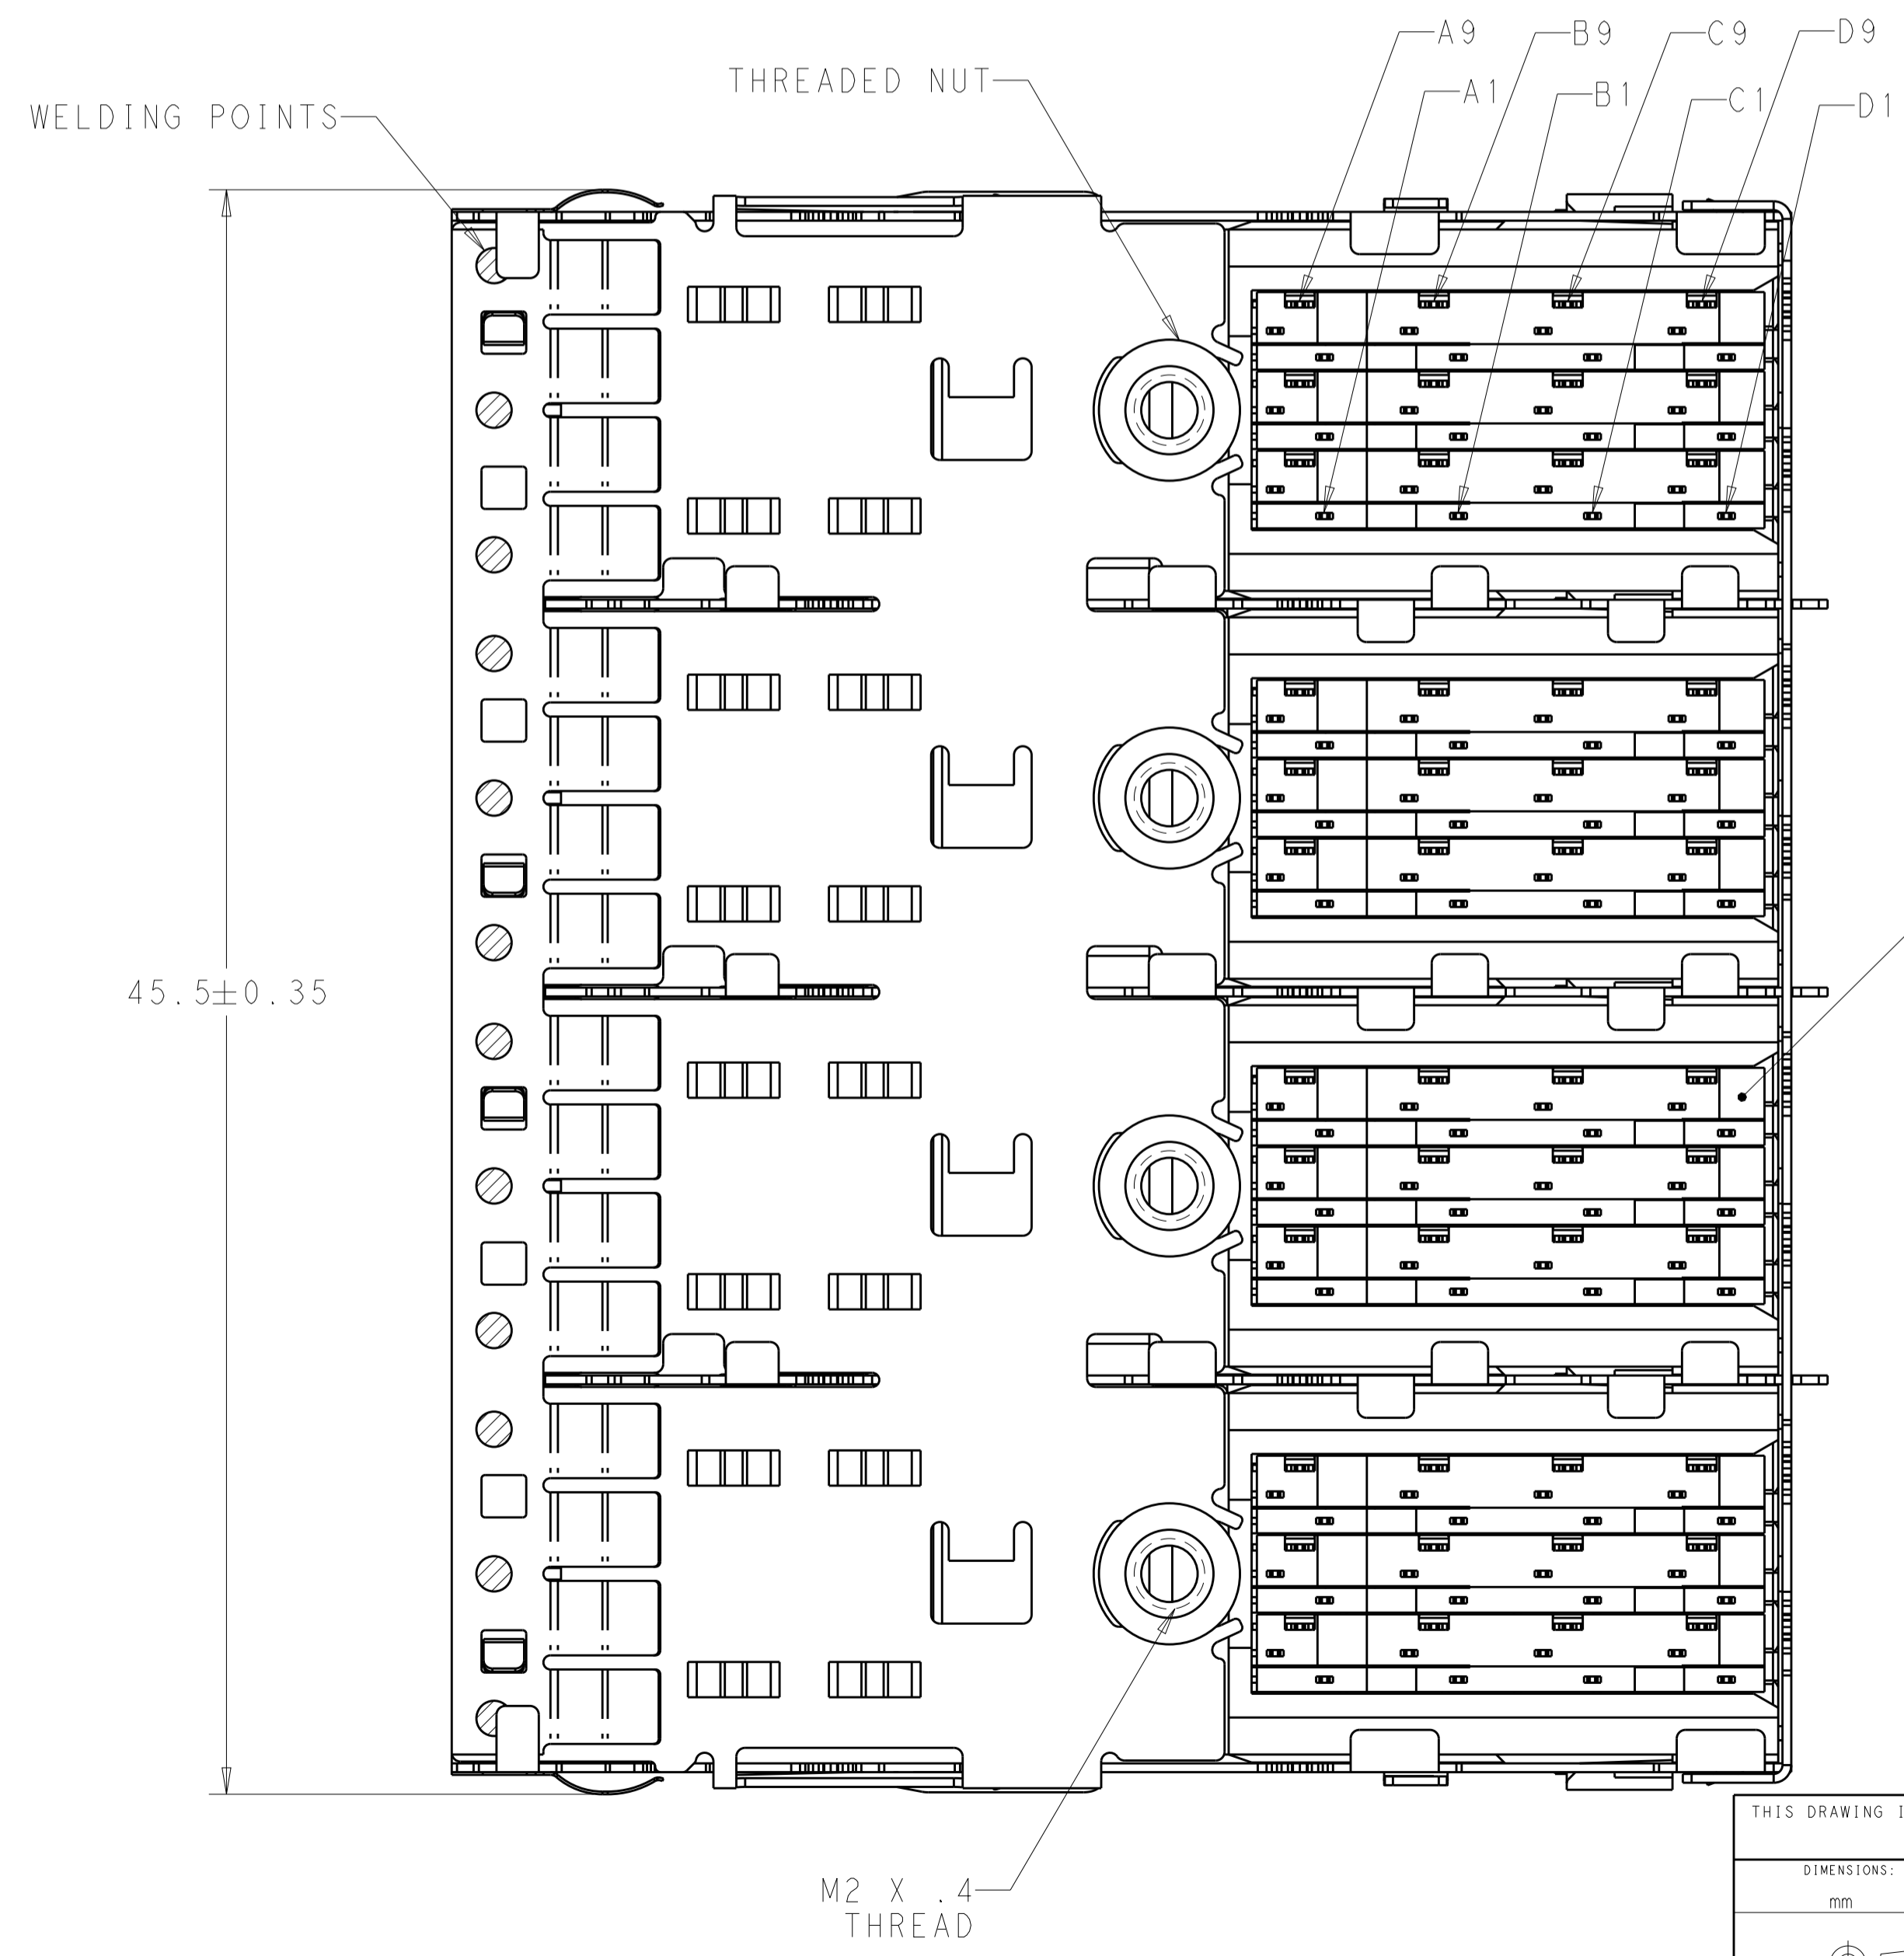 A9
B9
C9
D9
THREADED NUT
A1
B1
C1
D1
WELDING POINTS
45.5±0.35
THIS DRAWING
DIMENSIONS:
mm
M2 X .4
THREAD